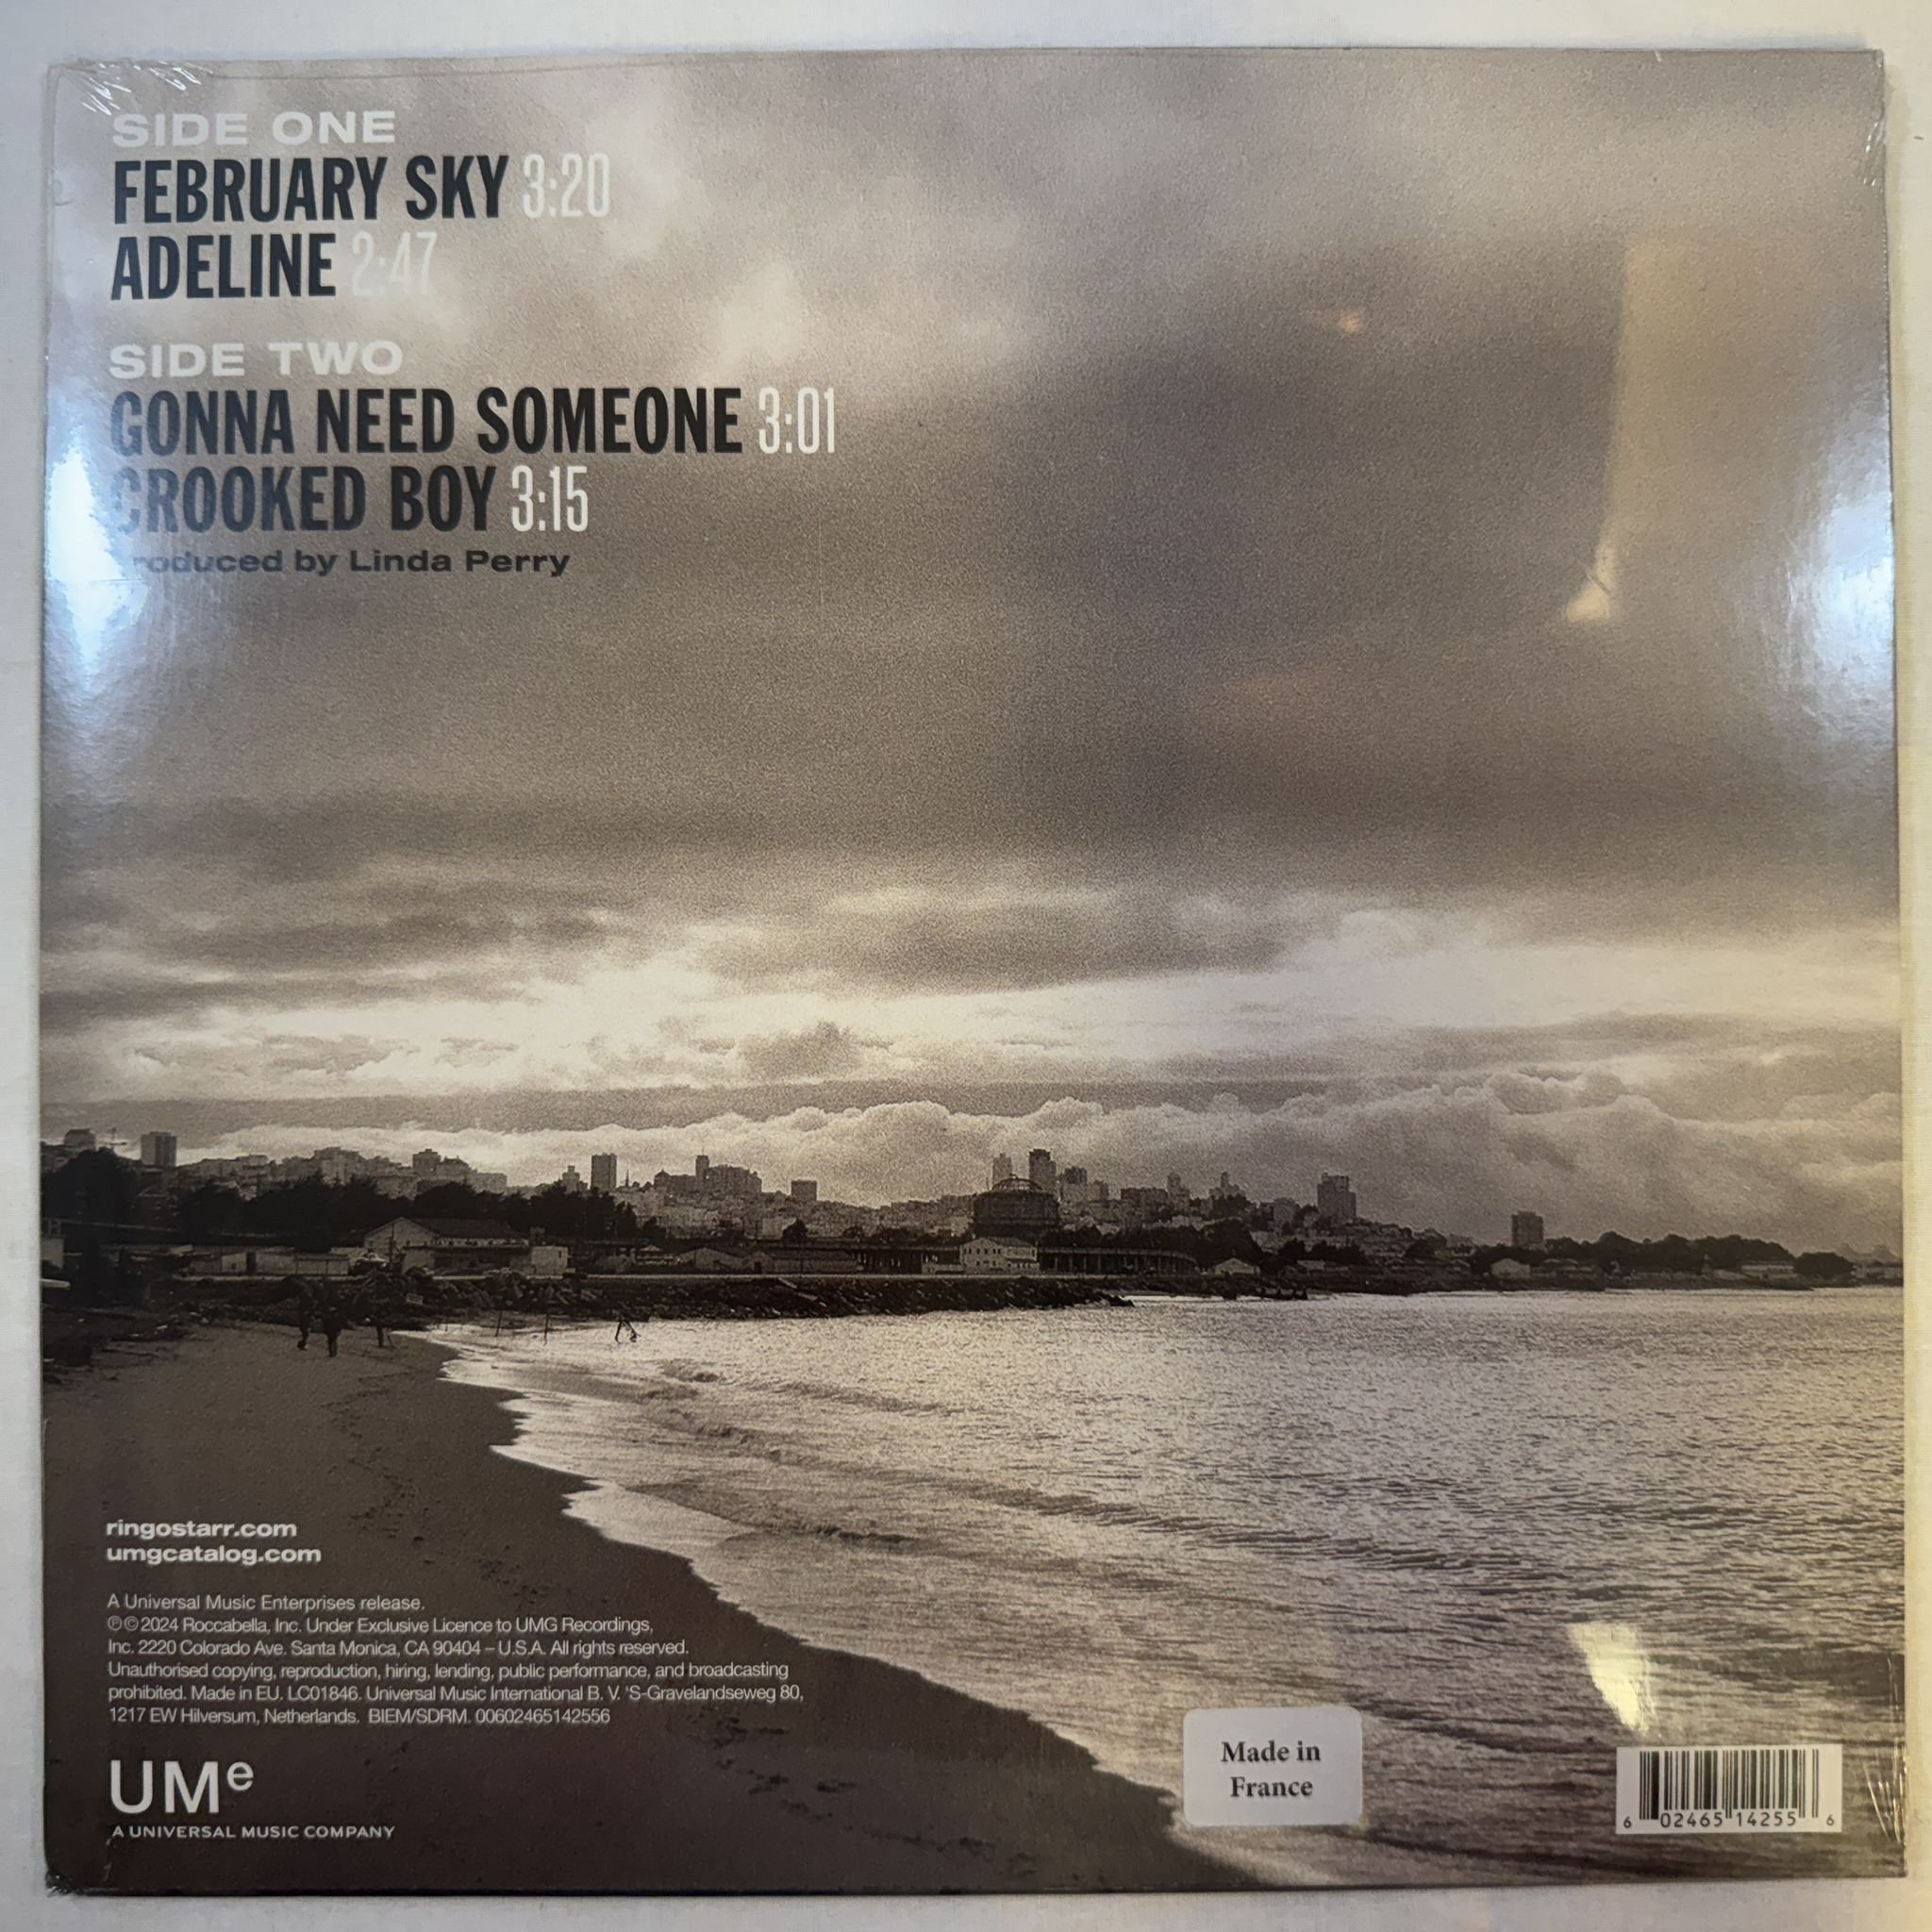 SIDE ONE
FEBRUARY SKY 3:20
ADELINE 2:47
SIDE TWO
GONNA NEED SOMEONE 3:01
CROOKED BOY 3:15
Produced by Linda Perry
ringostarr.com
umgcatalog.com
A Universal Music Enterprises release.
℗©2024 Roccabella, Inc. Under Exclusive Licence to UMG Recordings,
Inc. 2220 Colorado Ave. Santa Monica, CA 90404 – U.S.A. All rights reserved.
Unauthorised copying, reproduction, hiring, lending, public performance, and broadcasting
prohibited. Made in EU. LC01846. Universal Music International B. V. 'S-Gravelandseweg 80,
1217 EW Hilversum, Netherlands. BIEM/SDRM. 00602465142556
UMe
A UNIVERSAL MUSIC COMPANY
Made in
France
6 02465 14255 6